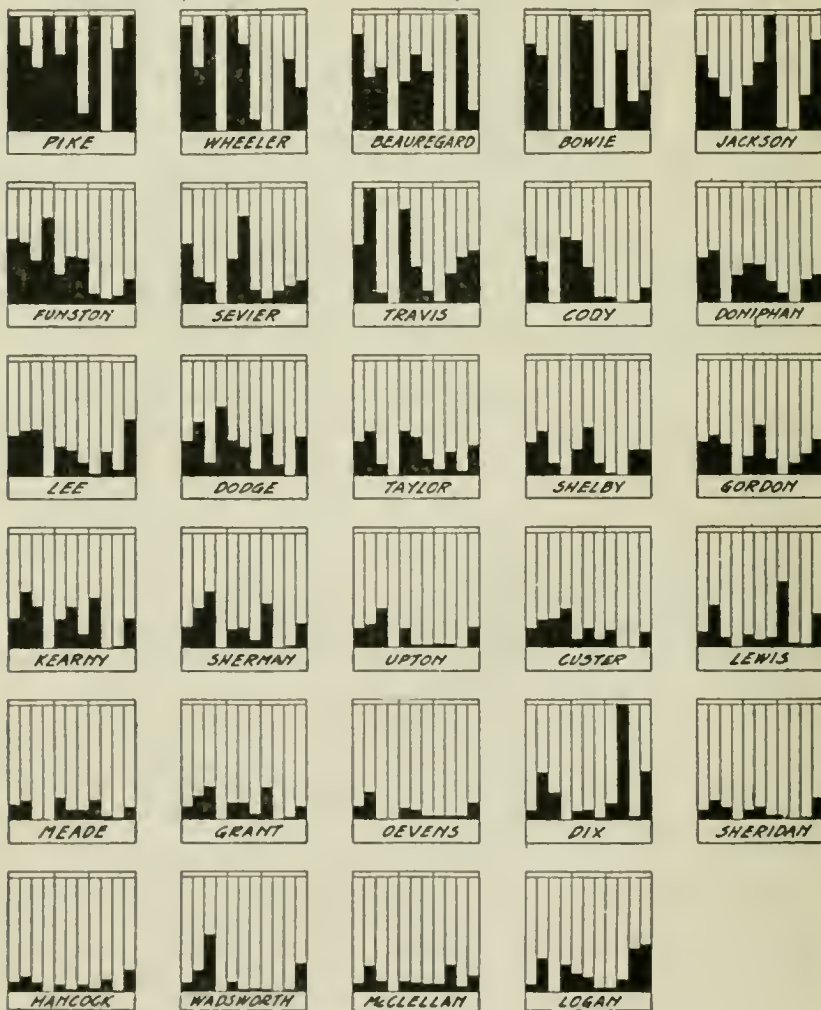 PIKE WHEELER BEAUREGARD BOWIE JACKSON
FUNSTON SEVIER TRAVIS CODY DONIPHAN
LEE DODGE TAYLOR SHELBY GORDON
KEARNY SHERMAN UPTON CUSTER LEWIS
MEADE GRANT DEVENS DIX SHERIDAN
HANCOCK WADSWORTH McCLELLAN LOGAN